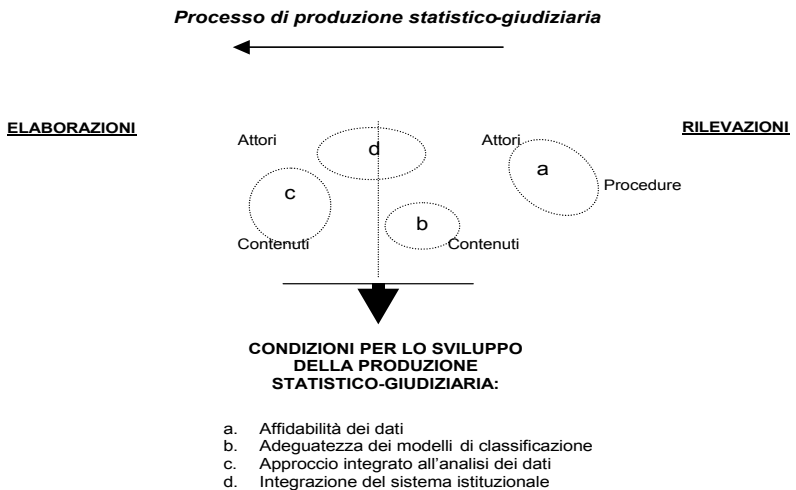 Processo di produzione statistico-giudiziaria
ELABORAZIONI
RILEVAZIONI
Attori
d
Attori
a
c
Procedure
b
Contenuti
Contenuti
CONDIZIONI PER LO SVILUPPO
DELLA PRODUZIONE
STATISTICO-GIUDIZIARIA:
a. Affidabilità dei dati
b. Adeguatezza dei modelli di classificazione
c. Approccio integrato all'analisi dei dati
d. Integrazione del sistema istituzionale